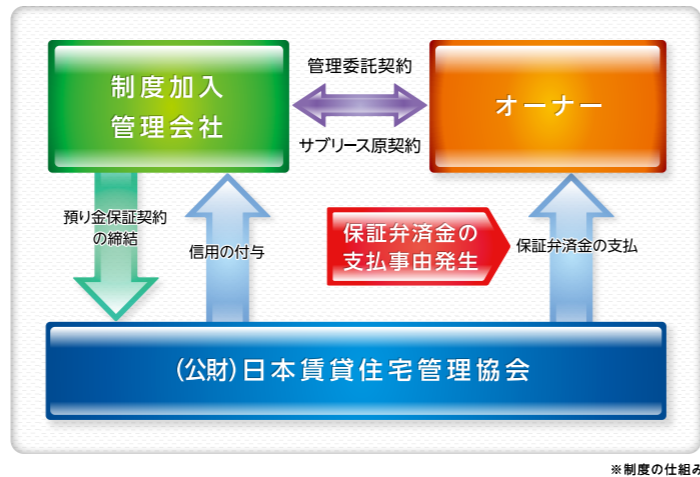 制度加入
管理会社
管理委託契約
サブリース原契約
オーナー
預り金保証契約
の締結
信用の付与
保証弁済金の
支払事由発生
保証弁済金の支払
(公財)日本賃貸住宅管理協会
※制度の仕組み